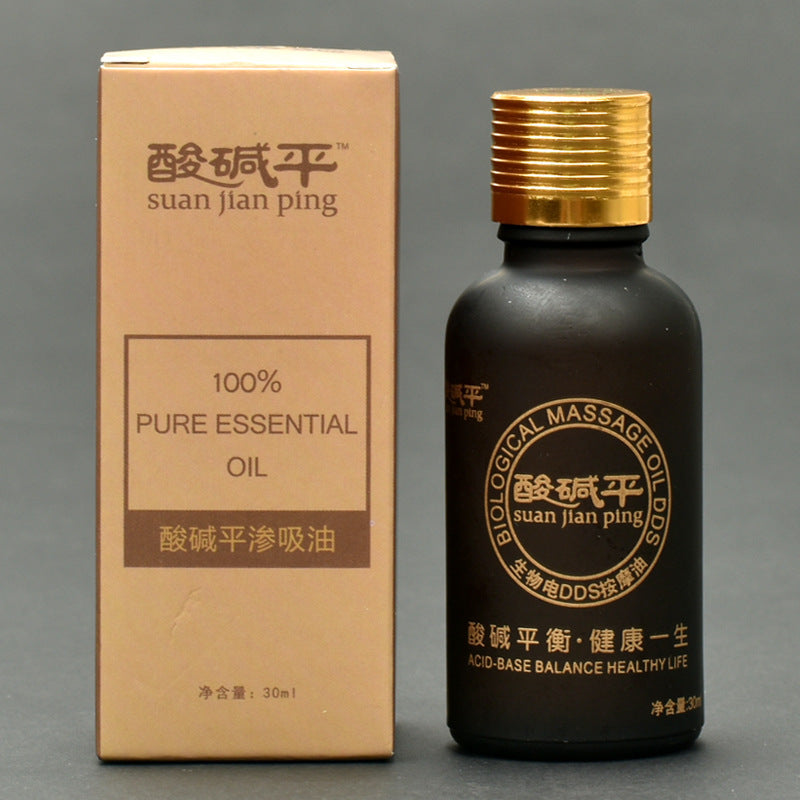 酸碱平™
suan jian ping
100%
PURE ESSENTIAL
OIL
酸碱平渗吸油
净含量：30ml
碱平™
jian ping
BIOLOGICAL MASSAGE OIL DDS
酸碱平
suan jian ping
生物电DDS按摩油
酸碱平衡·健康一生
ACID-BASE BALANCE HEALTHY LIFE
净含量:30m